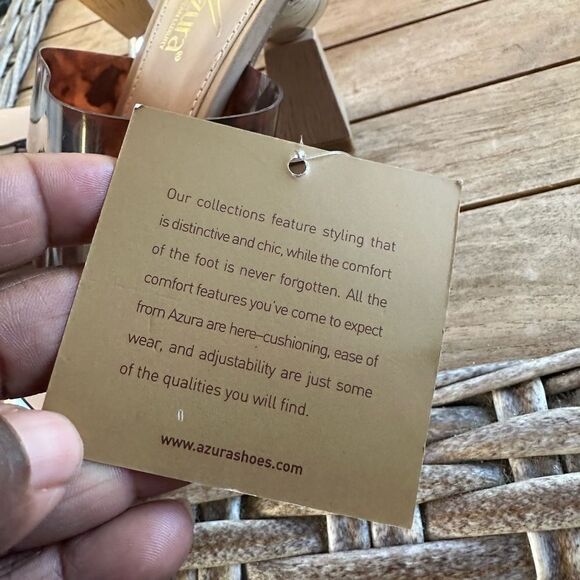 Azura®
Our collections feature styling that
is distinctive and chic, while the comfort
of the foot is never forgotten. All the
comfort features you've come to expect
from Azura are here–cushioning, ease of
wear, and adjustability are just some
of the qualities you will find.
www.azurashoes.com